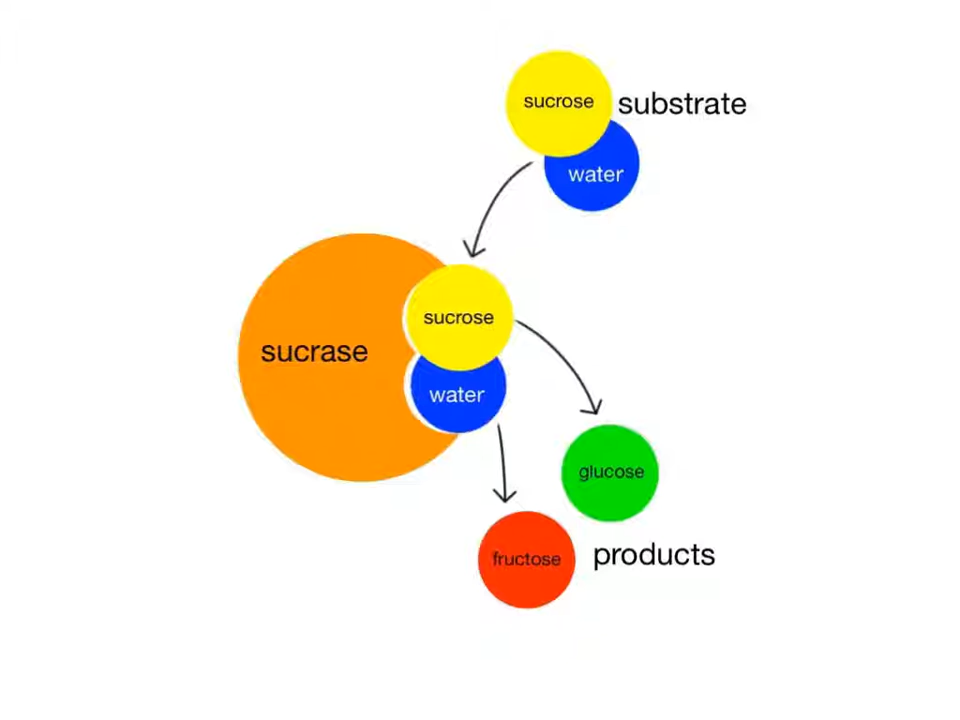 sucrose
substrate
water
sucrose
sucrase
water
glucose
fructose
products